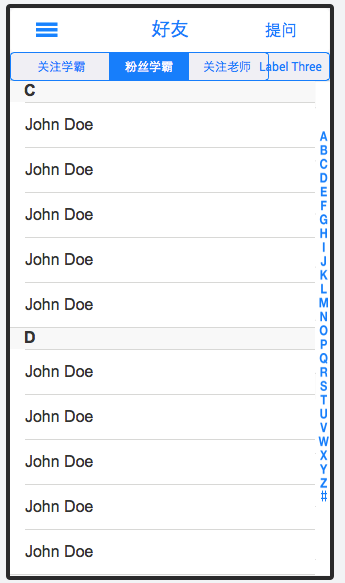 好友 提问
关注学霸 粉丝学霸 关注老师 Label Three
C
John Doe
John Doe
John Doe
John Doe
John Doe
D
John Doe
John Doe
John Doe
John Doe
John Doe
A
B
C
D
E
F
G
H
I
J
K
L
M
N
O
P
Q
R
S
T
U
V
W
X
Y
Z
#